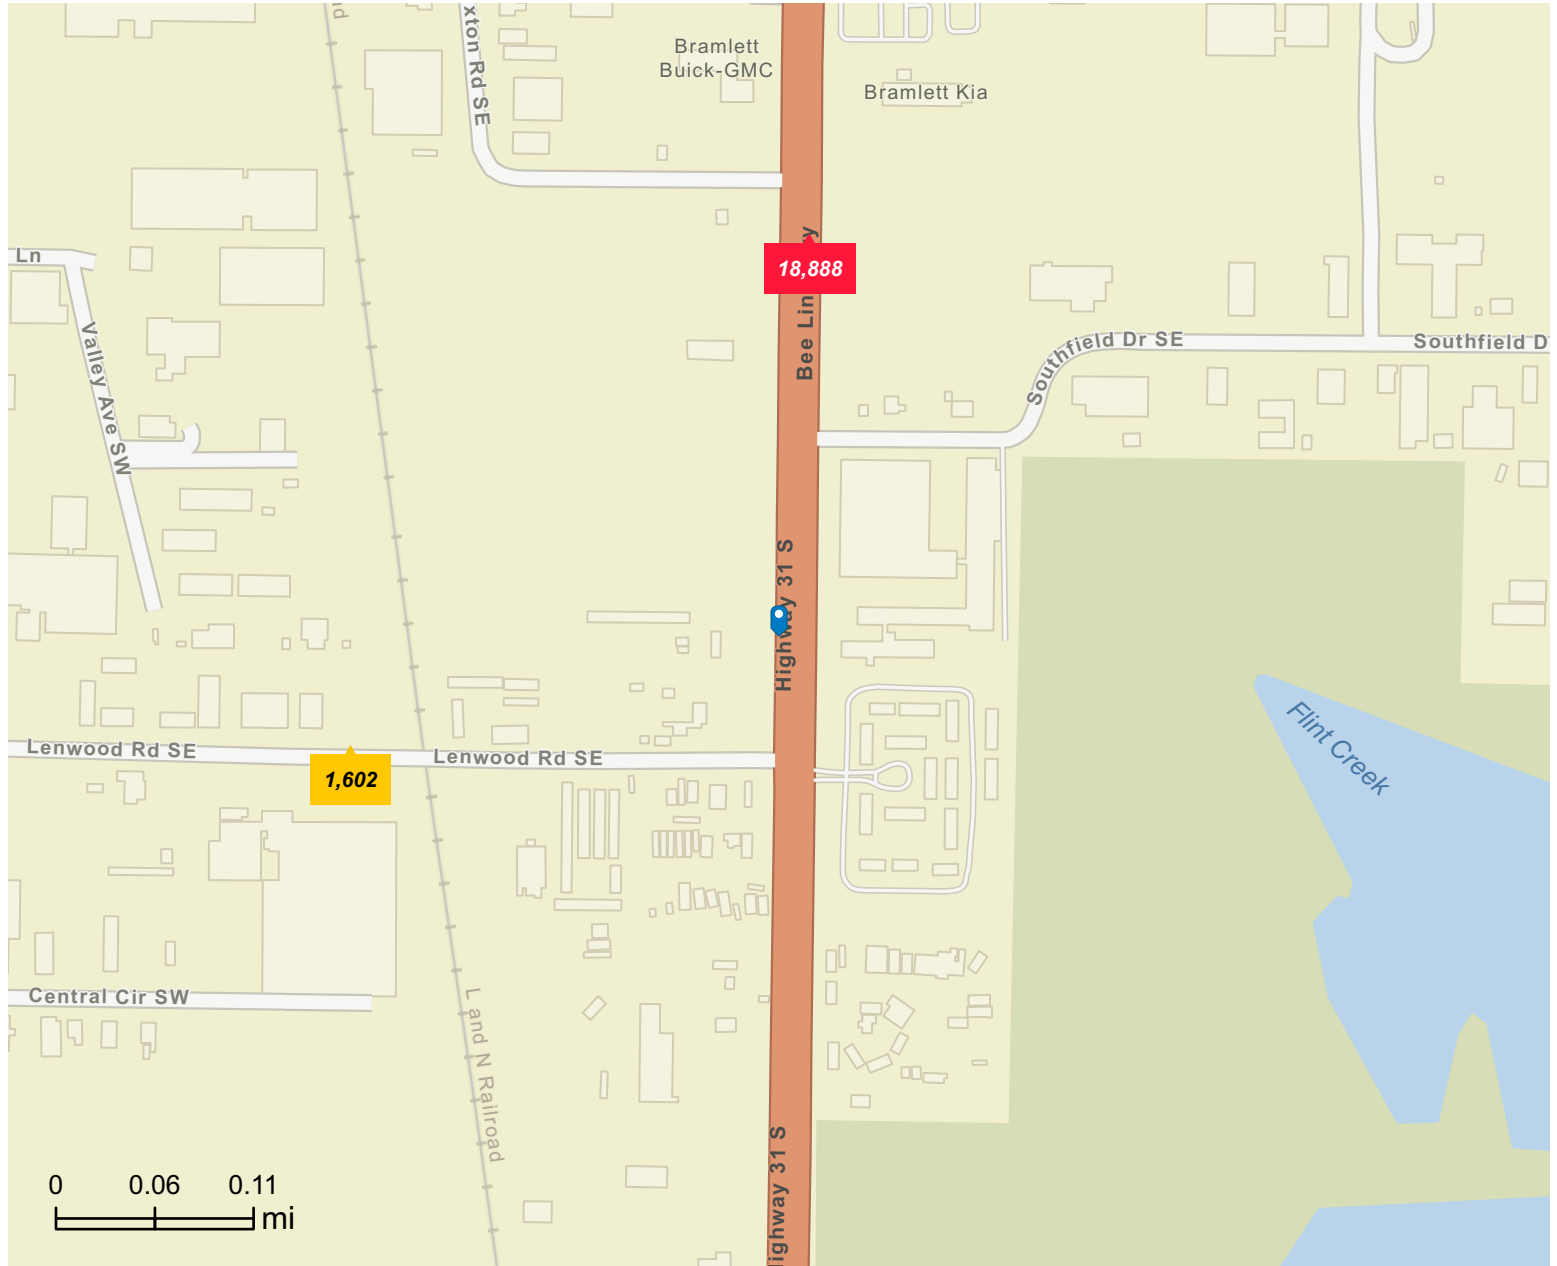 nd
xton Rd SE
Bramlett
Buick-GMC
Bramlett Kia
Ln
18,888
Bee Lin y
Valley Ave SW
Southfield Dr SE
Southfield D
Highway 31 S
Flint Creek
Lenwood Rd SE
Lenwood Rd SE
1,602
Central Cir SW
L and N Railroad
Highway 31 S
0 0.06 0.11
mi